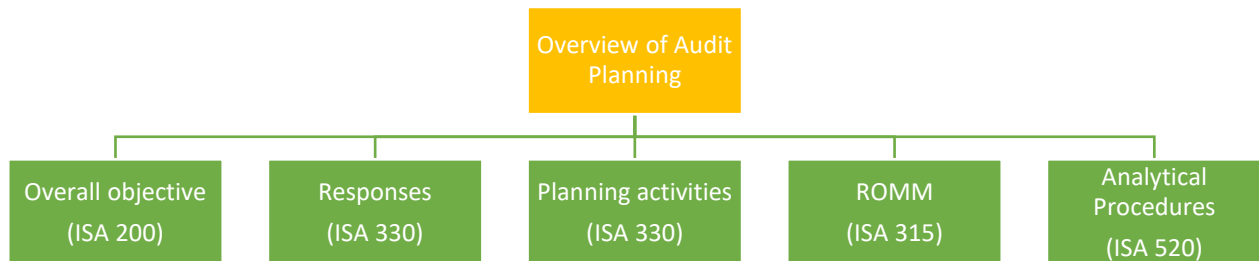 Overview of Audit
Planning
Overall objective
(ISA 200)
Responses
(ISA 330)
Planning activities
(ISA 330)
ROMM
(ISA 315)
Analytical
Procedures
(ISA 520)